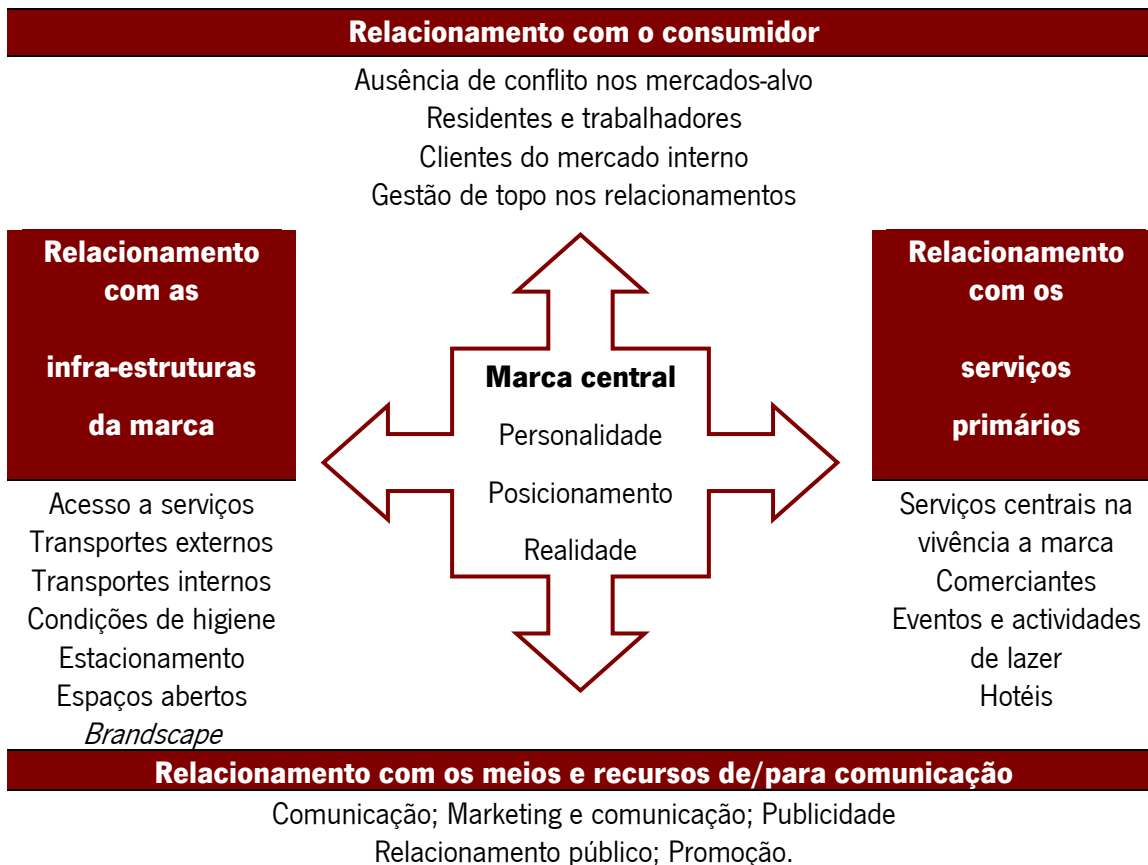 Relacionamento com o consumidor
Ausência de conflito nos mercados-alvo
Residentes e trabalhadores
Clientes do mercado interno
Gestão de topo nos relacionamentos
Relacionamento
com as
infra-estruturas
da marca
Acesso a serviços
Transportes externos
Transportes internos
Condições de higiene
Estacionamento
Espaços abertos
Brandscape
Marca central
Personalidade
Posicionamento
Realidade
Relacionamento
com os
serviços
primários
Serviços centrais na
vivência a marca
Comerciantes
Eventos e actividades
de lazer
Hotéis
Relacionamento com os meios e recursos de/para comunicação
Comunicação; Marketing e comunicação; Publicidade
Relacionamento público; Promoção.